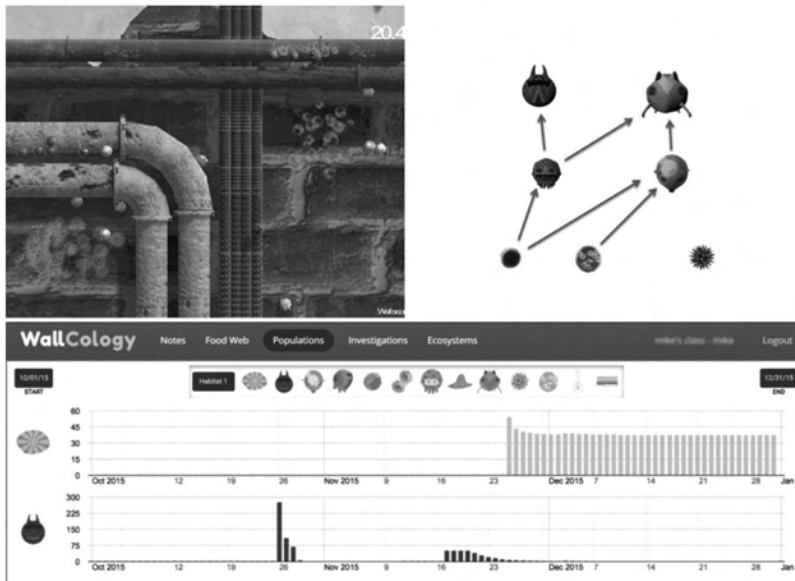 20.4
WallCology Notes Food Web Populations Investigations Ecosystems Logout
10/01/15
START
Habitat 1
12/31/15
END
60
45
30
15
0
Oct 2015 12 19 26 Nov 2015 9 16 23 Dec 2015 7 14 21 28 Jan
300
225
150
75
0
Oct 2015 12 19 26 Nov 2015 9 16 23 Dec 2015 7 14 21 28 Jan